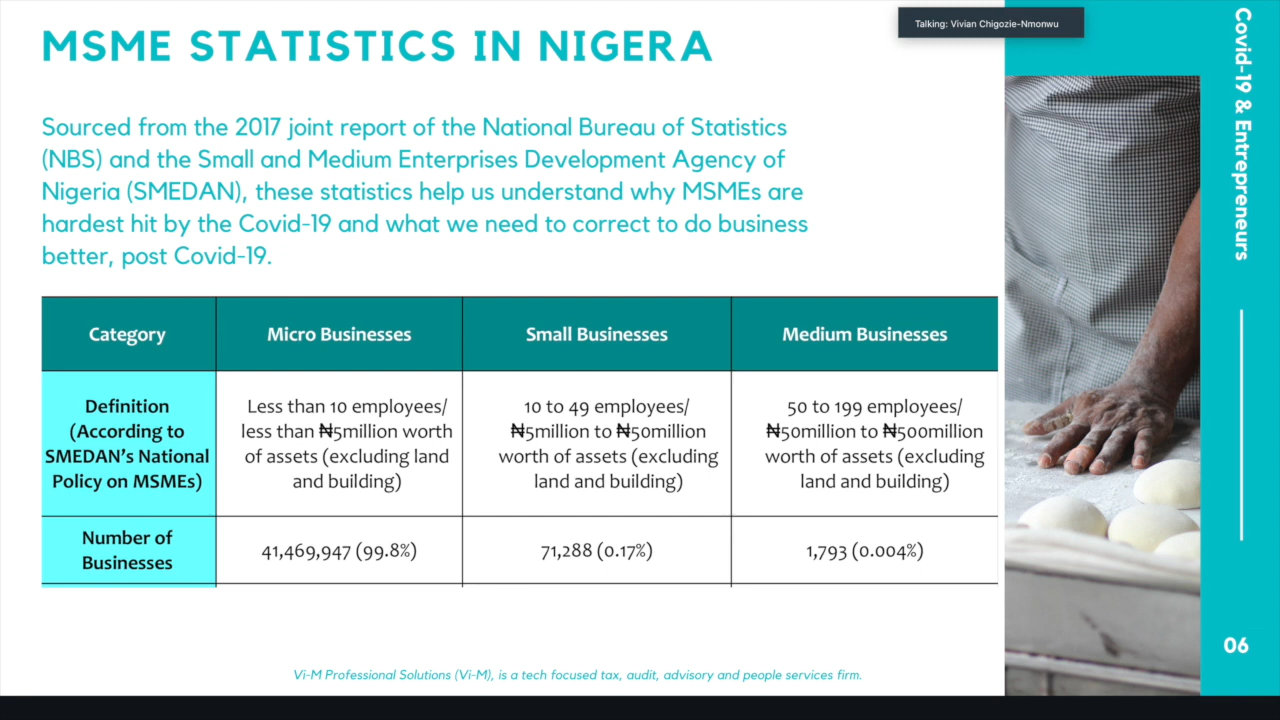 MSME STATISTICS IN NIGERA
Talking: Vivian Chigozie-Nmonwu
Covid-19 & Entrepreneurs
Sourced from the 2017 joint report of the National Bureau of Statistics
(NBS) and the Small and Medium Enterprises Development Agency of
Nigeria (SMEDAN), these statistics help us understand why MSMEs are
hardest hit by the Covid-19 and what we need to correct to do business
better, post Covid-19.
Category
Micro Businesses
Small Businesses
Medium Businesses
Definition
(According to
SMEDAN’s National
Policy on MSMEs)
Less than 10 employees/
less than ₦5million worth
of assets (excluding land
and building)
10 to 49 employees/
₦5million to ₦50million
worth of assets (excluding
land and building)
50 to 199 employees/
₦50million to ₦500million
worth of assets (excluding
land and building)
Number of
Businesses
41,469,947 (99.8%)
71,288 (0.17%)
1,793 (0.004%)
06
Vi-M Professional Solutions (Vi-M), is a tech focused tax, audit, advisory and people services firm.